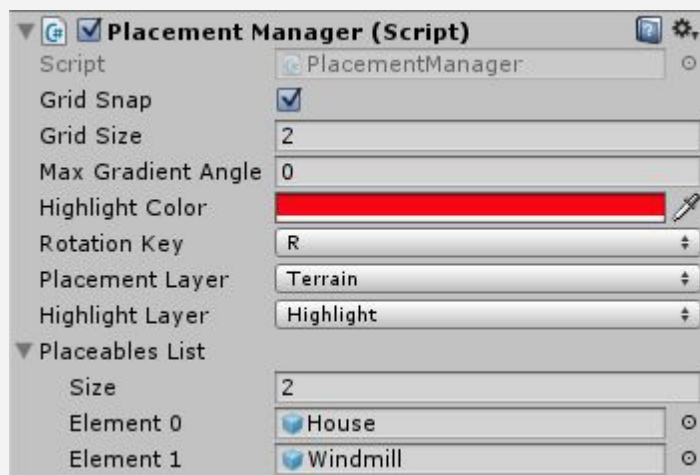 Placement Manager (Script)
Script PlacementManager
Grid Snap
Grid Size 2
Max Gradient Angle 0
Highlight Color
Rotation Key R
Placement Layer Terrain
Highlight Layer Highlight
Placeables List
Size 2
Element 0 House
Element 1 Windmill